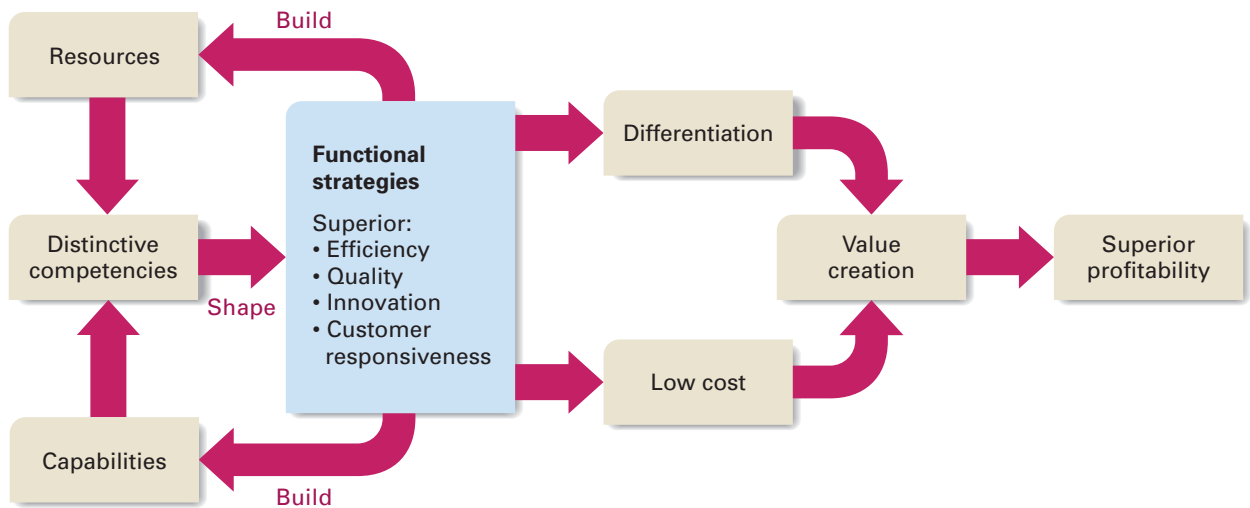 Build
Resources
Differentiation
Functional
strategies
Superior:
• Efficiency
• Quality
• Innovation
• Customer
responsiveness
Distinctive
competencies
Shape
Value
creation
Superior
profitability
Low cost
Capabilities
Build